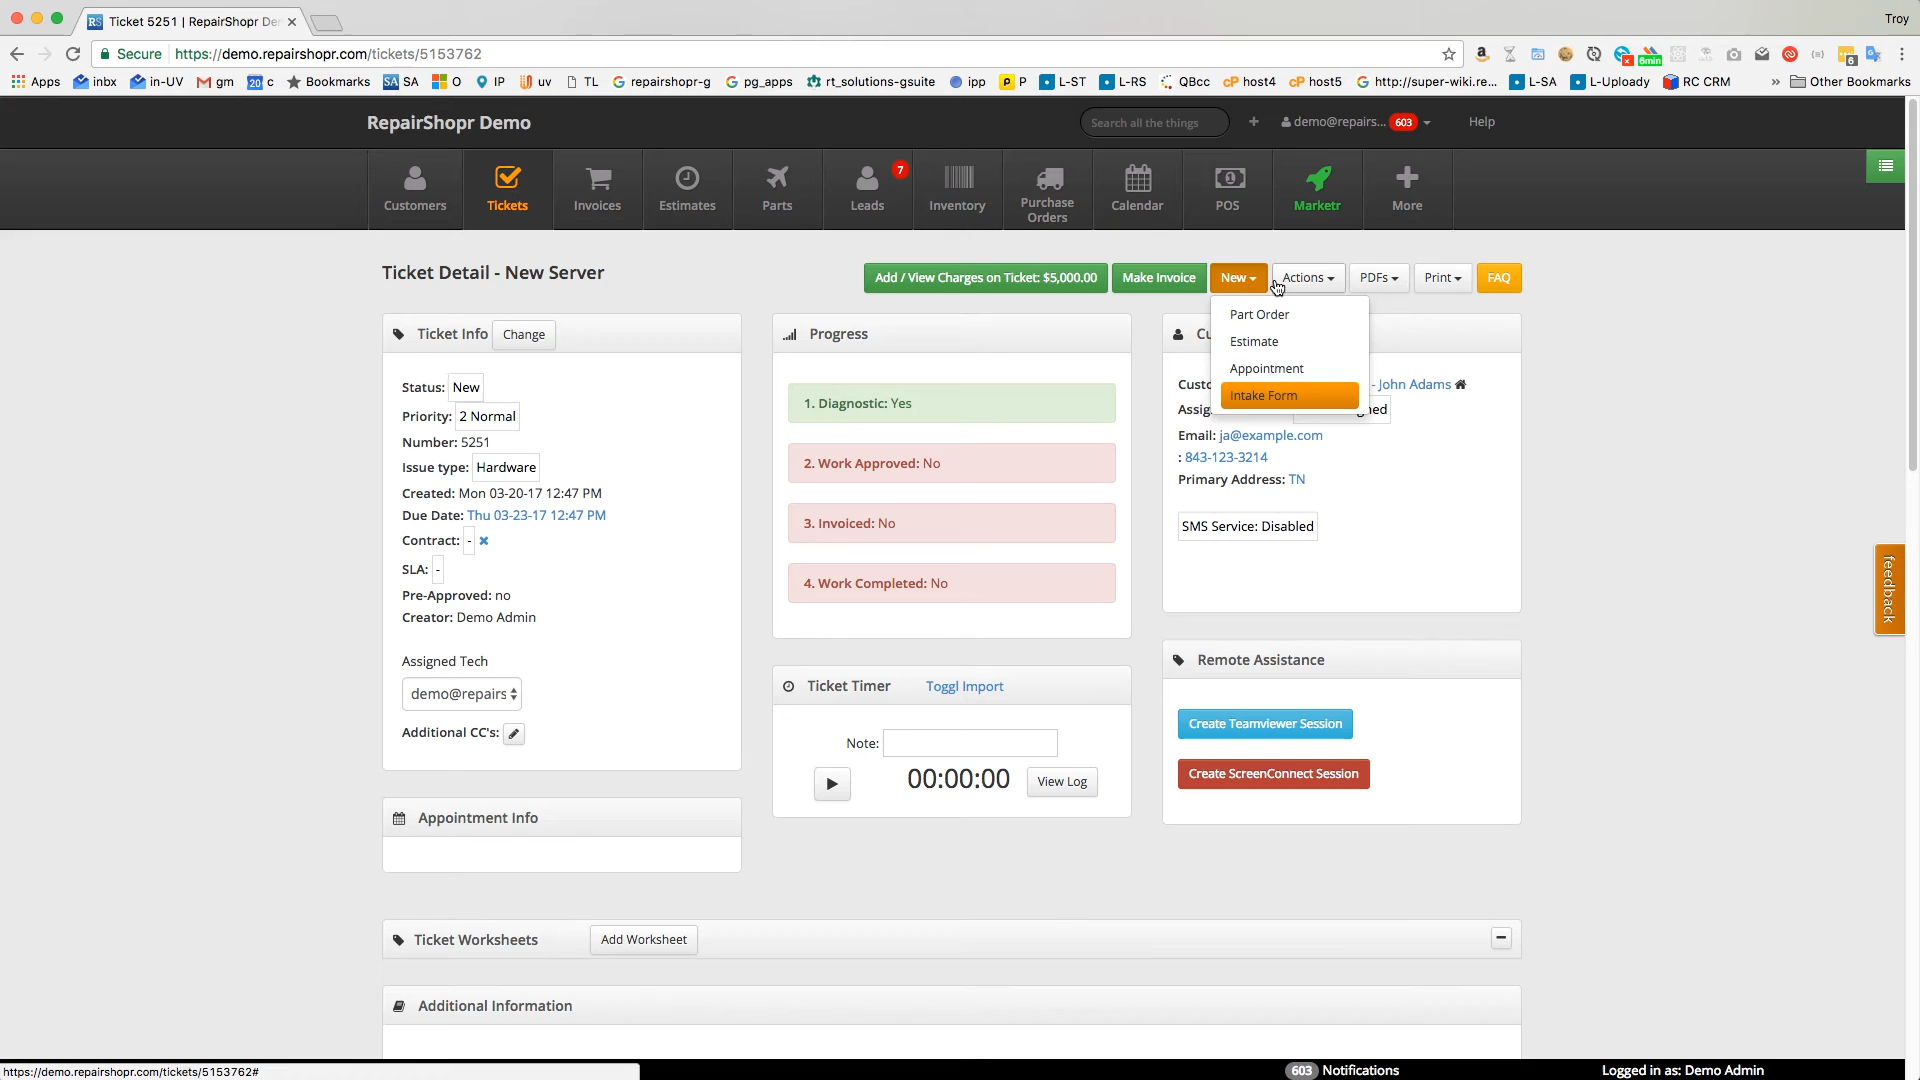 Ticket 5251 | RepairShopr De
Troy
Secure
https://demo.repairshopr.com/tickets/5153762
6min
6
Apps
inbx
in-UV
gm
20
c
Bookmarks
SA
SA
O
IP
uv
TL
repairshopr-g
pg_apps
rt_solutions-gsuite
ipp
P
L-ST
L-RS
QBcc
cP host4
cP host5
http://super-wiki.re...
L-SA
L-Uploady
RC CRM
»
Other Bookmarks
RepairShopr Demo
Search all the things
demo@repairs...
603
Help
Customers
Tickets
Invoices
Estimates
Parts
Leads
7
Inventory
Purchase
Orders
Calendar
POS
Marketr
More
Ticket Detail - New Server
Add / View Charges on Ticket: $5,000.00
Make Invoice
New
Actions
PDFs
Print
FAQ
Part Order
Estimate
Appointment
Intake Form
Ticket Info
Change
Status: New
Priority: 2 Normal
Number: 5251
Issue type: Hardware
Created: Mon 03-20-17 12:47 PM
Due Date: Thu 03-23-17 12:47 PM
Contract: -
SLA: -
Pre-Approved: no
Creator: Demo Admin
Assigned Tech
demo@repairs
Additional CC's:
Appointment Info
Progress
1. Diagnostic: Yes
2. Work Approved: No
3. Invoiced: No
4. Work Completed: No
Ticket Timer
Toggl Import
Note:
00:00:00
View Log
Cu
Custo
- John Adams
Assig
ned
Email: ja@example.com
: 843-123-3214
Primary Address: TN
SMS Service: Disabled
Remote Assistance
Create Teamviewer Session
Create ScreenConnect Session
feedback
Ticket Worksheets
Add Worksheet
Additional Information
https://demo.repairshopr.com/tickets/5153762#
603 Notifications
Logged in as: Demo Admin